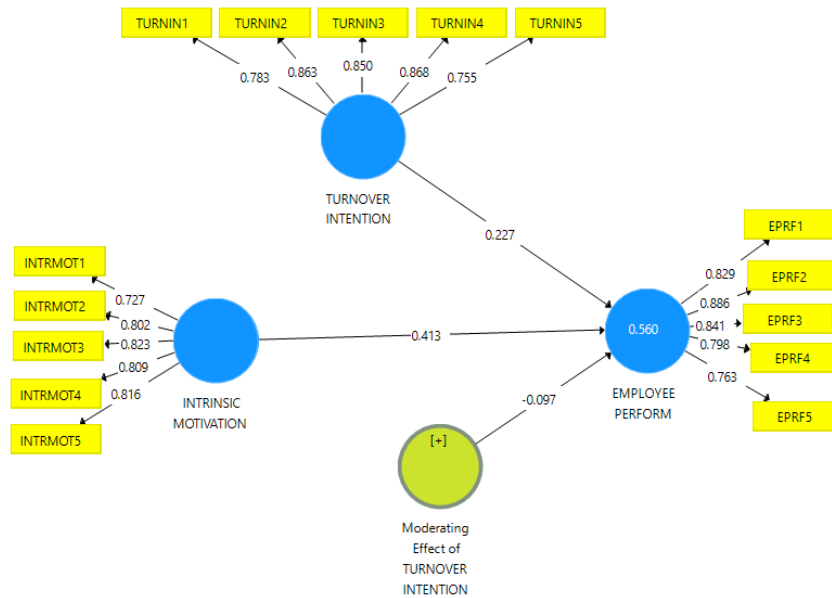 TURNIN1
TURNIN2
TURNIN3
TURNIN4
TURNIN5
0.783
0.863
0.850
0.868
0.755
TURNOVER
INTENTION
0.227
INTRMOT1
INTRMOT2
INTRMOT3
INTRMOT4
INTRMOT5
0.727
0.802
0.823
0.809
0.816
INTRINSIC
MOTIVATION
0.413
0.560
EMPLOYEE
PERFORM
0.829
0.886
0.841
0.798
0.763
EPRF1
EPRF2
EPRF3
EPRF4
EPRF5
-0.097
[+]
Moderating
Effect of
TURNOVER
INTENTION